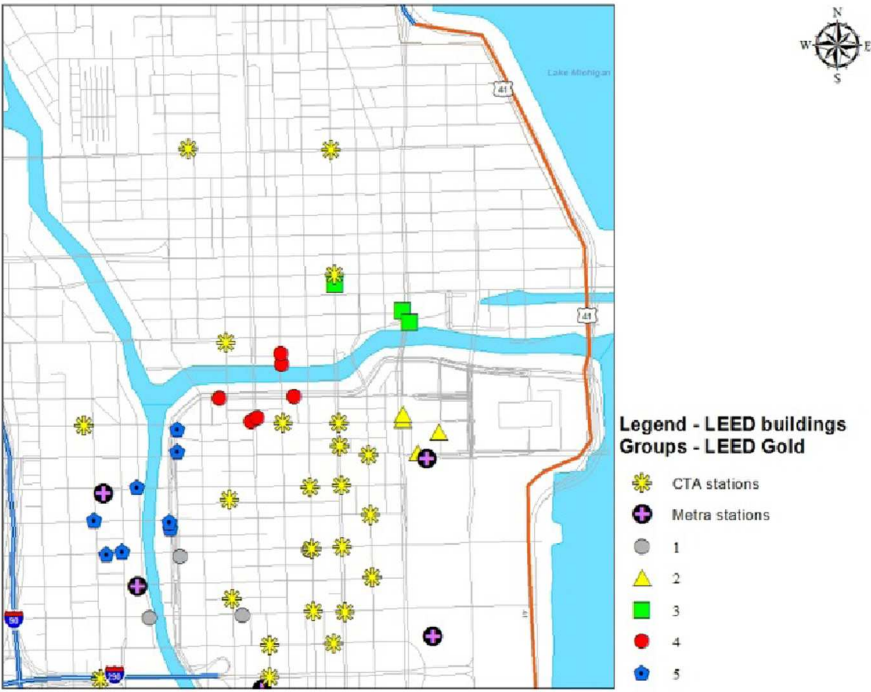 N
W E
S
Lake Michigan
41
41
41
Legend - LEED buildings
Groups - LEED Gold
CTA stations
Metra stations
1
2
3
4
5
90
290